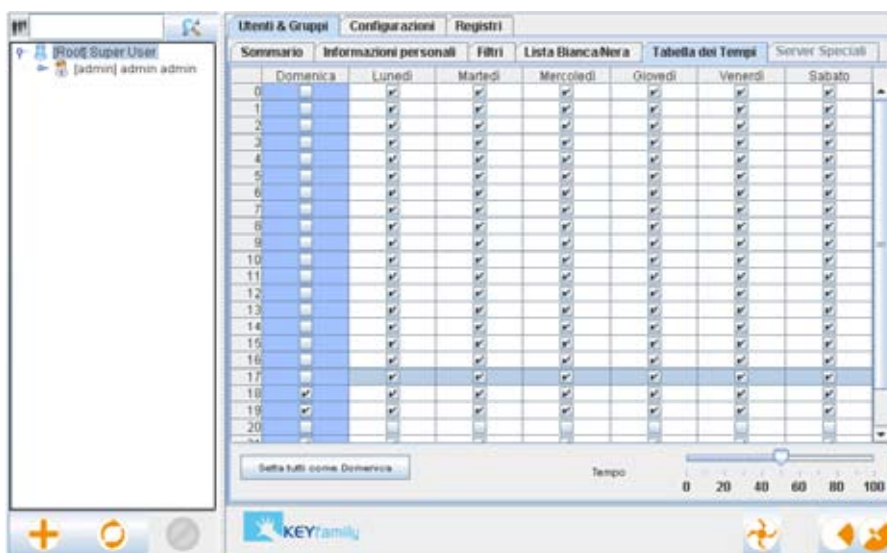 Utenti & Gruppi Configurazioni Registri
[Root] Super User
[admin] admin admin
Sommario Informazioni personali Filtri Lista Bianca/Nera Tabella dei Tempi Server Speciali
Domenica Lunedì Martedì Mercoledì Giovedì Venerdì Sabato
0
1
2
3
4
5
6
7
8
9
10
11
12
13
14
15
16
17
18
19
20
Setta tutti come Domenica
Tempo
0 20 40 60 80 100
KEYfamily